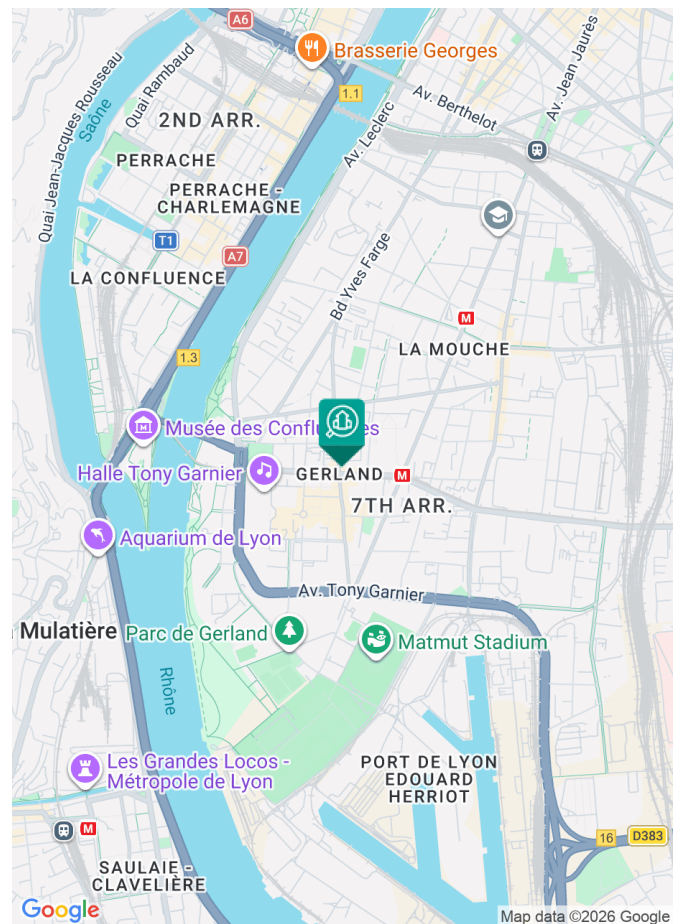 A6
Brasserie Georges
1.1
Av. Berthelot
Av. Jean Jaurès
Quai Jean-Jacques Rousseau
Saône
Quai Rambaud
2ND ARR.
Av. Leclerc
PERRACHE
PERRACHE -
CHARLEMAGNE
T1
A7
Bd Yves Farge
LA CONFLUENCE
M
LA MOUCHE
1.3
Musée des Conflu
es
Halle Tony Garnier
GERLAND
M
7TH ARR.
Aquarium de Lyon
Av. Tony Garnier
Mulatière
Parc de Gerland
Matmut Stadium
Rhône
Les Grandes Locos -
Métropole de Lyon
PORT DE LYON
EDOUARD
HERRIOT
M
16
D383
SAULAIE -
CLAVELIÈRE
Google
Map data ©2026 Google